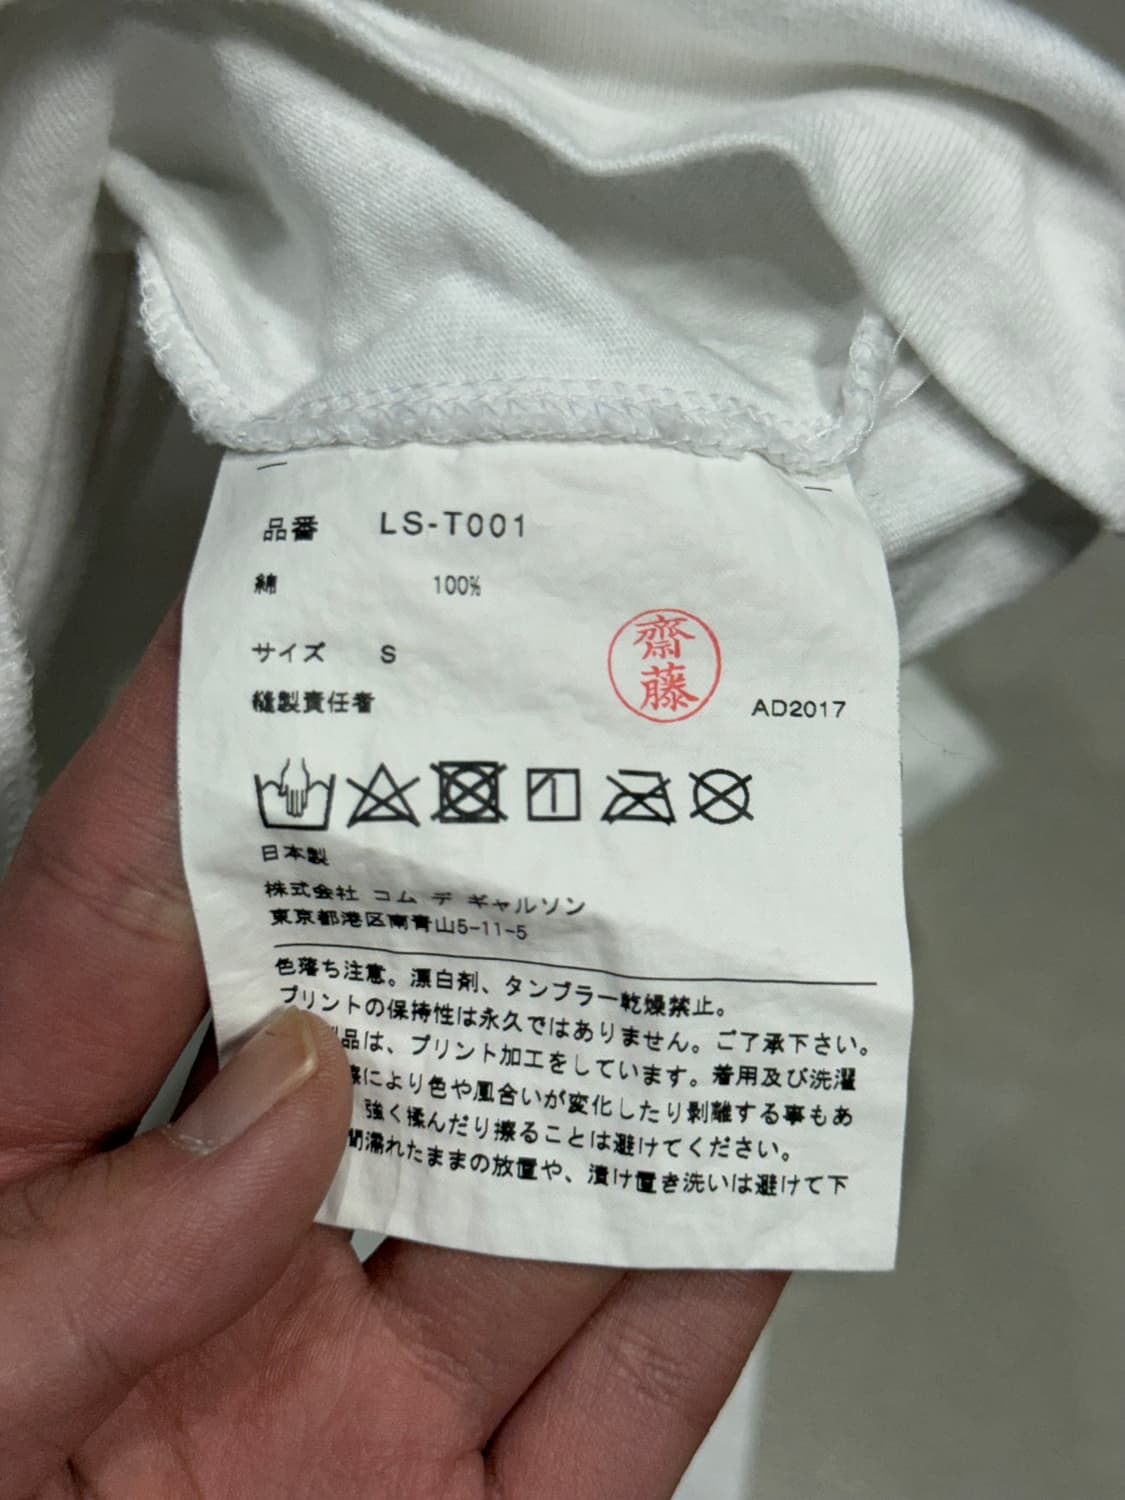 品番 LS-T001
綿 100%
サイズ S
縫製責任者
齋藤
AD2017
日本製
株式会社 コム デ ギャルソン
東京都港区南青山5-11-5
色落ち注意。漂白剤、タンブラー乾燥禁止。
プリントの保持性は永久ではありません。ご了承下さい。
品は、プリント加工をしています。着用及び洗濯
により色や風合いが変化したり剥離する事もあ
強く揉んだり擦ることは避けてください。
間濡れたままの放置や、漬け置き洗いは避けて下